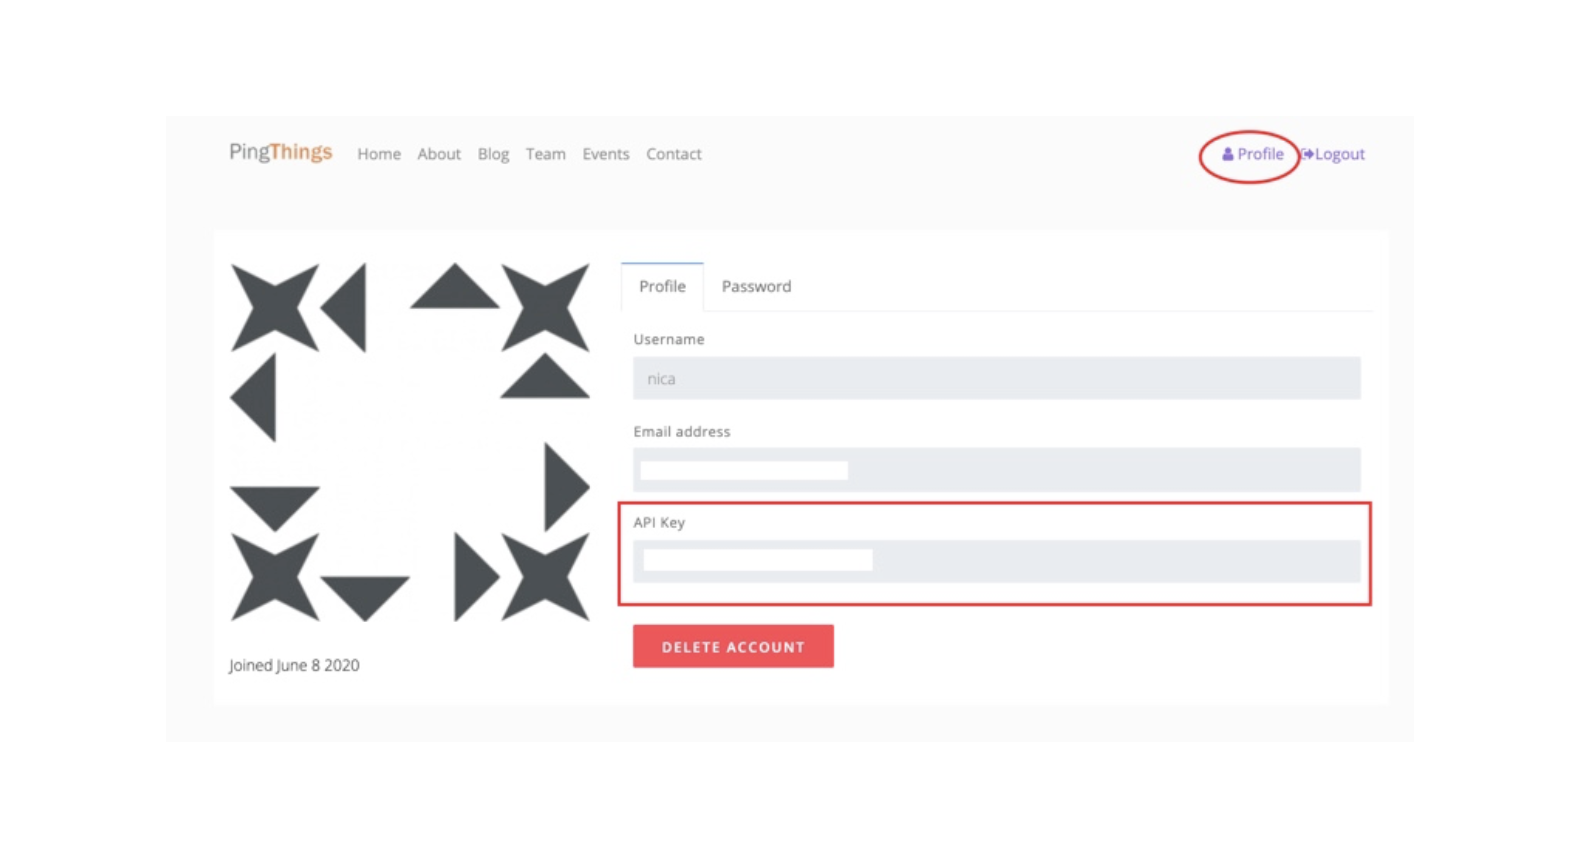 PingThings Home About Blog Team Events Contact Profile Logout
Profile Password
Username
nica
Email address
API Key
DELETE ACCOUNT
Joined June 8 2020